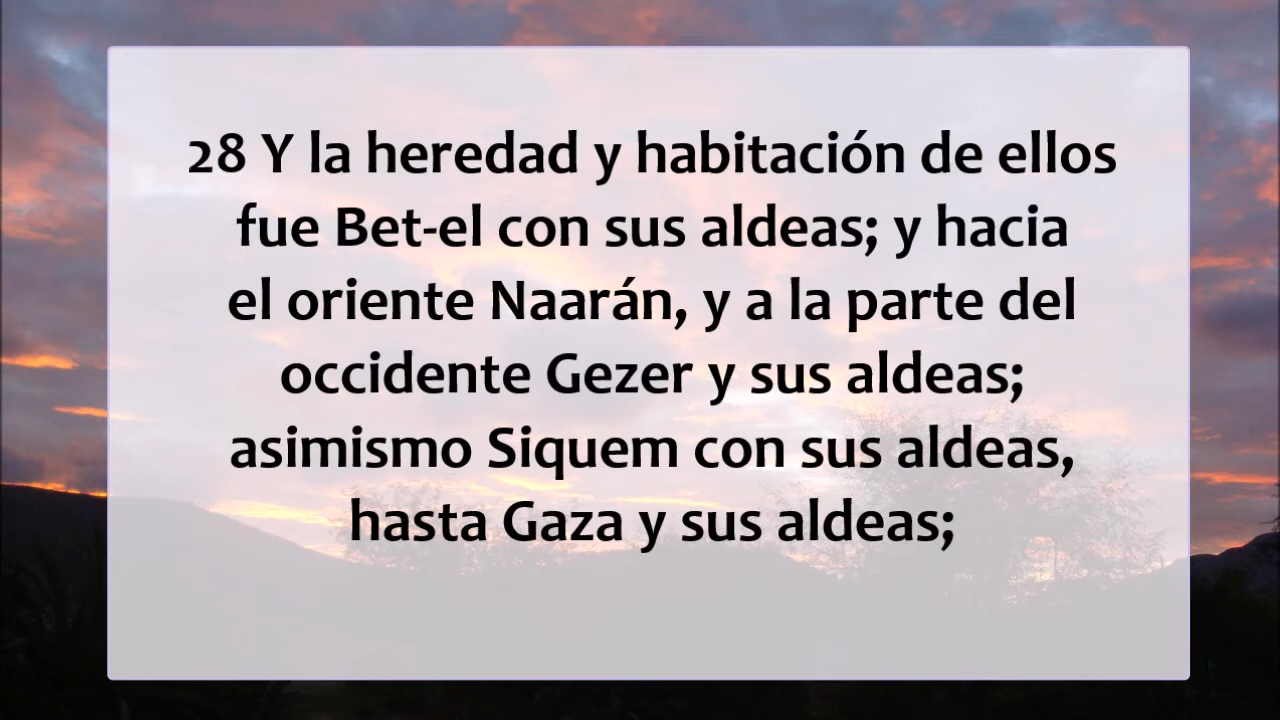 28 Y la heredad y habitación de ellos
fue Bet-el con sus aldeas; y hacia
el oriente Naarán, y a la parte del
occidente Gezer y sus aldeas;
asimismo Siquem con sus aldeas,
hasta Gaza y sus aldeas;